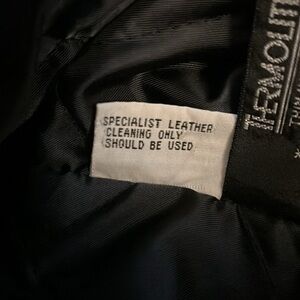 SPECIALIST LEATHER
CLEANING ONLY
SHOULD BE USED